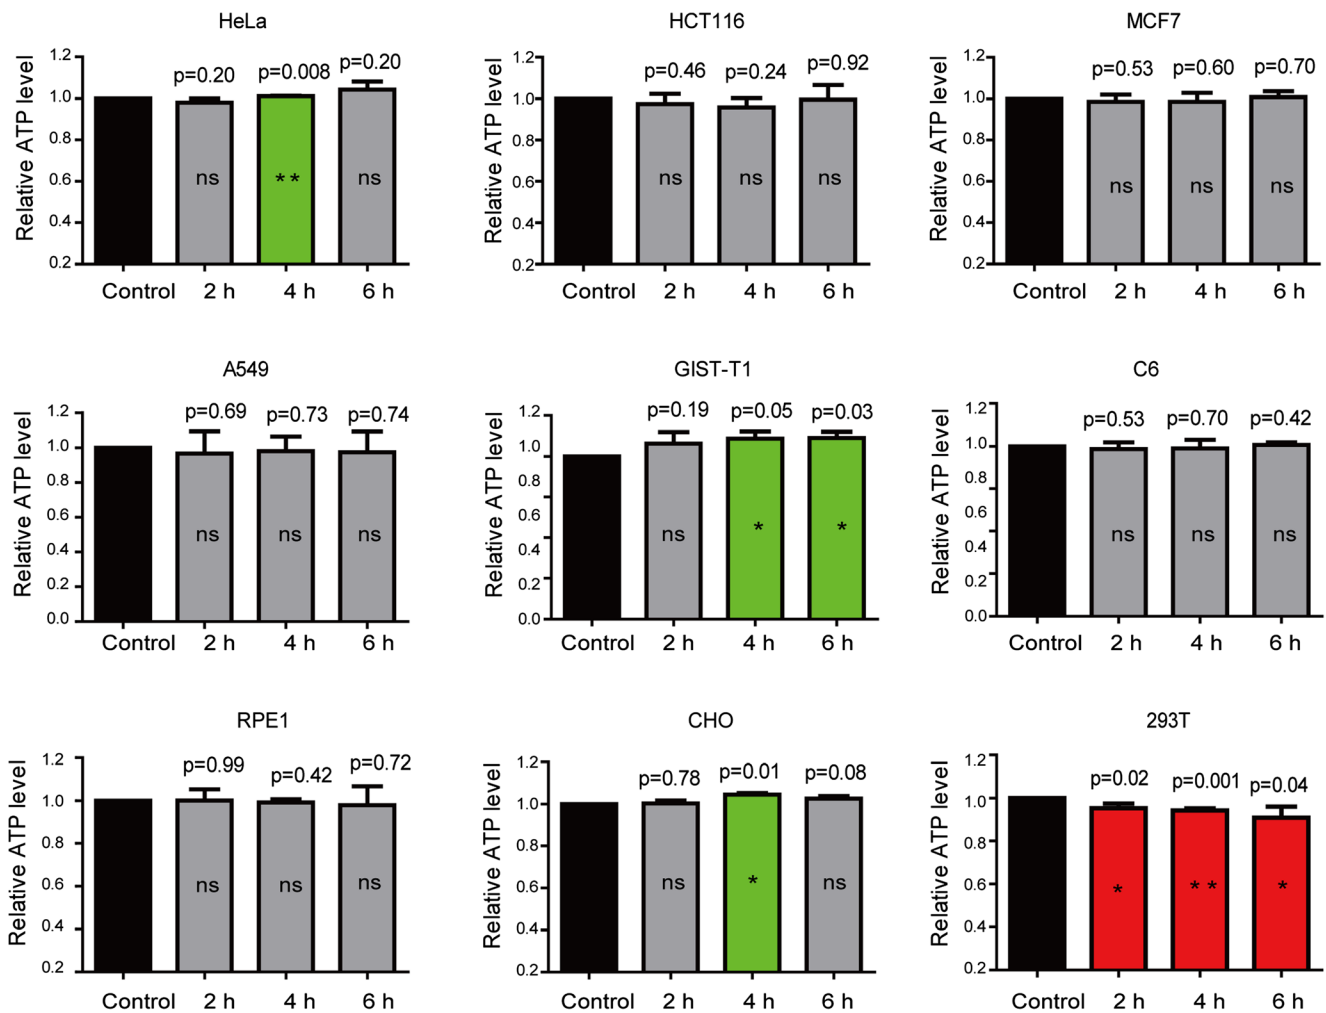 HeLa
Relative ATP level
1.2
1.0
0.8
0.6
0.4
0.2
p=0.20
p=0.008
p=0.20
ns
**
ns
Control 2 h 4 h 6 h
HCT116
Relative ATP level
1.2
1.0
0.8
0.6
0.4
0.2
p=0.46
p=0.24
p=0.92
ns
ns
ns
Control 2 h 4 h 6 h
MCF7
Relative ATP level
1.2
1.0
0.8
0.6
0.4
0.2
p=0.53
p=0.60
p=0.70
ns
ns
ns
Control 2 h 4 h 6 h
A549
Relative ATP level
1.2
1.0
0.8
0.6
0.4
0.2
0.0
p=0.69
p=0.73
p=0.74
ns
ns
ns
Control 2 h 4 h 6 h
GIST-T1
Relative ATP level
1.2
1.0
0.8
0.6
0.4
0.2
0.0
p=0.19
p=0.05
p=0.03
ns
*
*
Control 2 h 4 h 6 h
C6
Relative ATP level
1.2
1.0
0.8
0.6
0.4
0.2
0.0
p=0.53
p=0.70
p=0.42
ns
ns
ns
Control 2 h 4 h 6 h
RPE1
Relative ATP level
1.2
1.0
0.8
0.6
0.4
0.2
p=0.99
p=0.42
p=0.72
ns
ns
ns
Control 2 h 4 h 6 h
CHO
Relative ATP level
1.2
1.0
0.8
0.6
0.4
0.2
p=0.78
p=0.01
p=0.08
ns
*
ns
Control 2 h 4 h 6 h
293T
Relative ATP level
1.2
1.0
0.8
0.6
0.4
0.2
p=0.02
p=0.001
p=0.04
*
**
*
Control 2 h 4 h 6 h